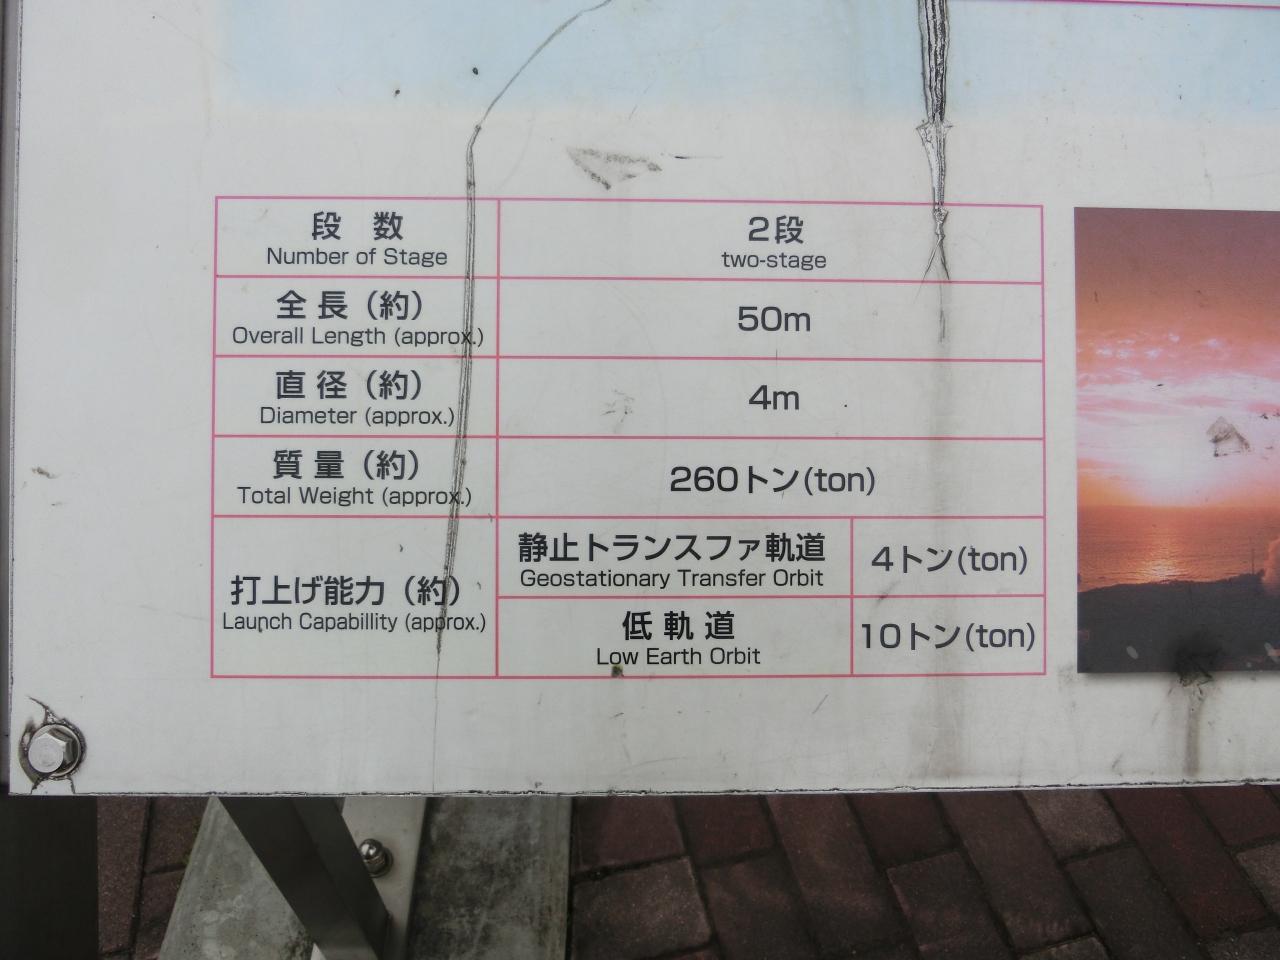 段 数
Number of Stage
2段
two-stage
全 長（約）
Overall Length (approx.)
50m
直 径（約）
Diameter (approx.)
4m
質 量（約）
Total Weight (approx.)
260トン(ton)
打上げ能力（約）
Launch Capabillity (approx.)
静止トランスファ軌道
Geostationary Transfer Orbit
4トン(ton)
低 軌 道
Low Earth Orbit
10トン(ton)